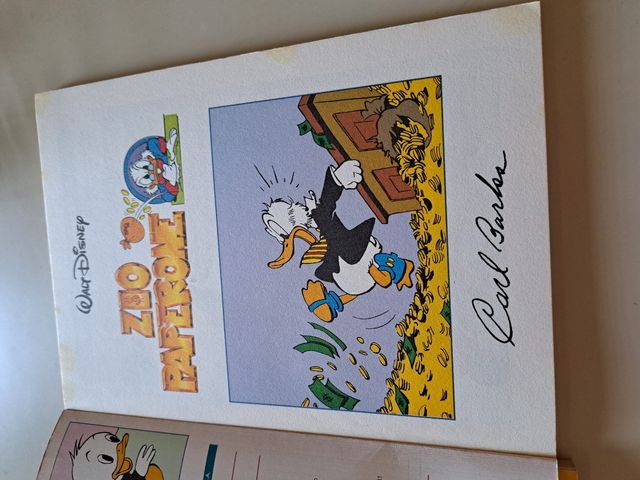 WALT DISNEY
ZIO
PAPERONE
Carl Barks